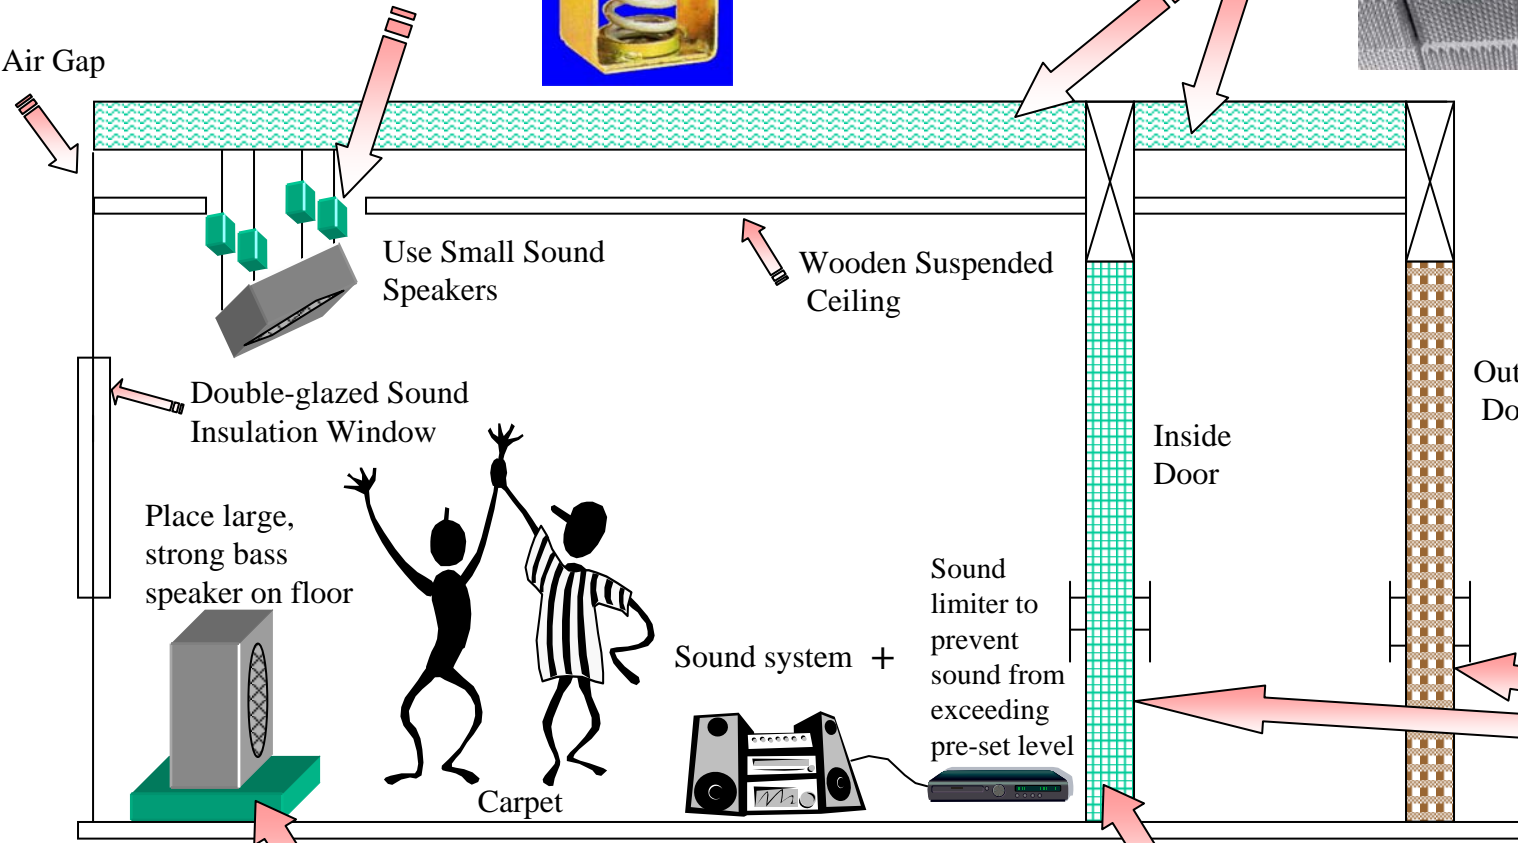 Air Gap
Use Small Sound
Speakers
Wooden Suspended
Ceiling
Double-glazed Sound
Insulation Window
Inside
Door
Place large,
strong bass
speaker on floor
Sound system +
Sound
limiter to
prevent
sound from
exceeding
pre-set level
Carpet